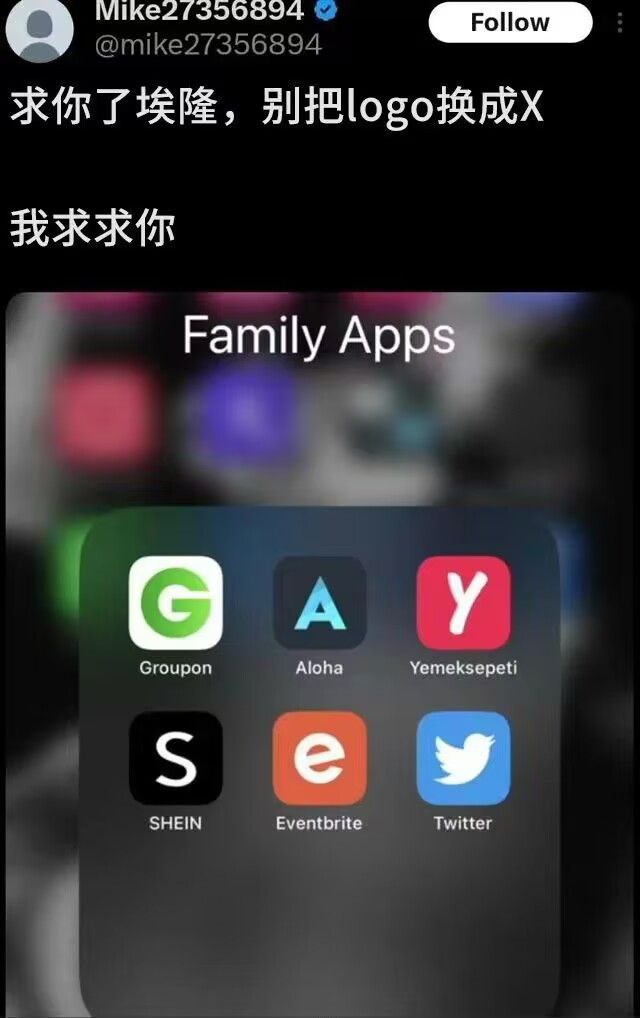 Mike27356894
@mike27356894
Follow
求你了埃隆，别把logo换成X
我求求你
Family Apps
G
A
Y
Groupon
Aloha
Yemeksepeti
S
e
SHEIN
Eventbrite
Twitter